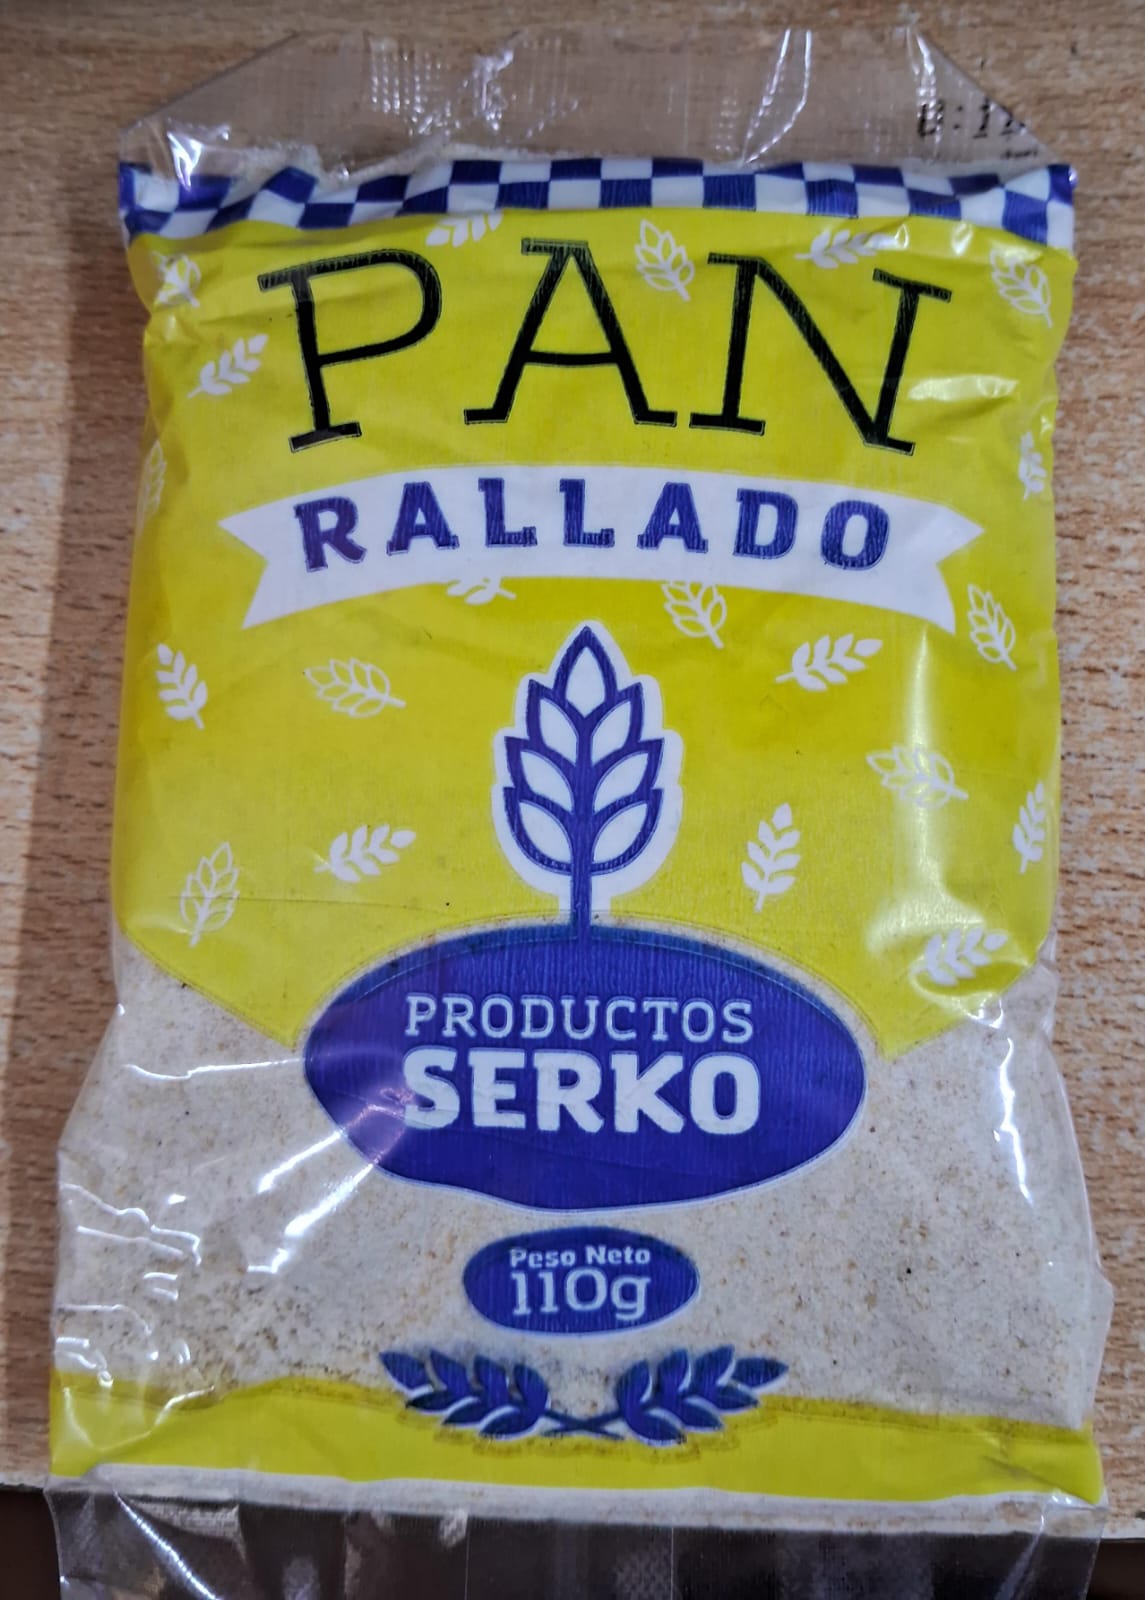 PAN
RALLADO
PRODUCTOS
SERKO
Peso Neto
110g